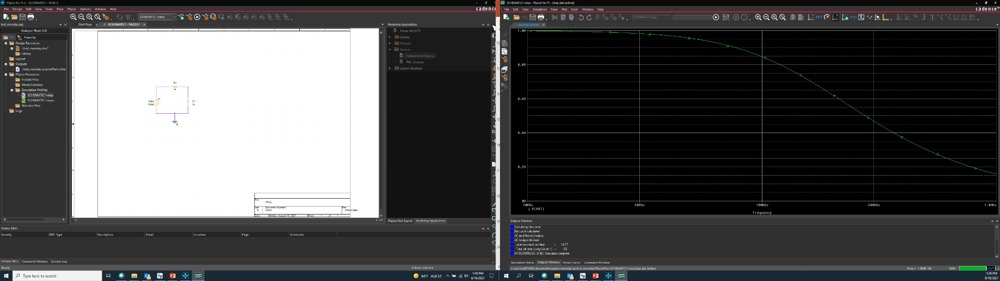 PSpice for TI-[/ - (SCHEMATIC1 : PAGE1)]
File Design Edit View Tools Place PSpice Options Window Help
cādence
SCHEMATIC1-trans
test_monday.opj
Start Page
/ - (SCHEMATIC1 : PAGE1)*
Analog or Mixed A/D
File Hierarchy
Design Resources
.\test_monday.dsn*
Library
Layout
Outputs
.\test_monday-pspicefiles\scher
PSpice Resources
Include Files
Model Libraries
Simulation Profiles
SCHEMATIC1-step
SCHEMATIC1-trans
Stimulus Files
Logs
R1
1k
V1
1Vac
0Vdc
C1
1n
0
Title
<Title>
Size
A
Document Number
<Doc>
Rev
<RevCode>
Date: Monday, August 16, 2021 Sheet 1 of 1
Modeling Application
Power MOSFET
Diodes
Passives
Sources
Independent Sources
PWL Sources
System Modules
PSpice Part Search Modeling Application
Online DRCs
Severity DRC Type Description Detail Location Page Schematic
Online DRCs Command Window Session Log
Ready
0 items selected
Type here to search
84°F AQI 51
5:38 PM
8/16/2021
SCHEMATIC1-step - PSpice for TI - [step.dat (active)]
File Edit View Simulation Trace Plot Tools Window Help
cādence
SCHEMATIC1-step
FFT
step.dat (active)
1.0V
0.8V
0.6V
0.4V
0.2V
0V
10KHz 30KHz 100KHz 300KHz 1.0MHz
V(OUT)
Frequency
Output Window
Calculating bias point
Bias point calculated
AC (and Noise) Analysis
AC Analysis finished
License check-out time = 14.77
Total job time (using Solver 1) = .86
INFO(ORPROBE-3190): Simulation complete
Simulation Status Output Window Probe Cursor Command Window
c:\users\a0872662\documents\pspice\monday try\test_monday-PSpiceFiles\SCHEMATIC1\step\step.dat (active)
Freq = 1.000E+06 100%
5:38 PM
8/16/2021